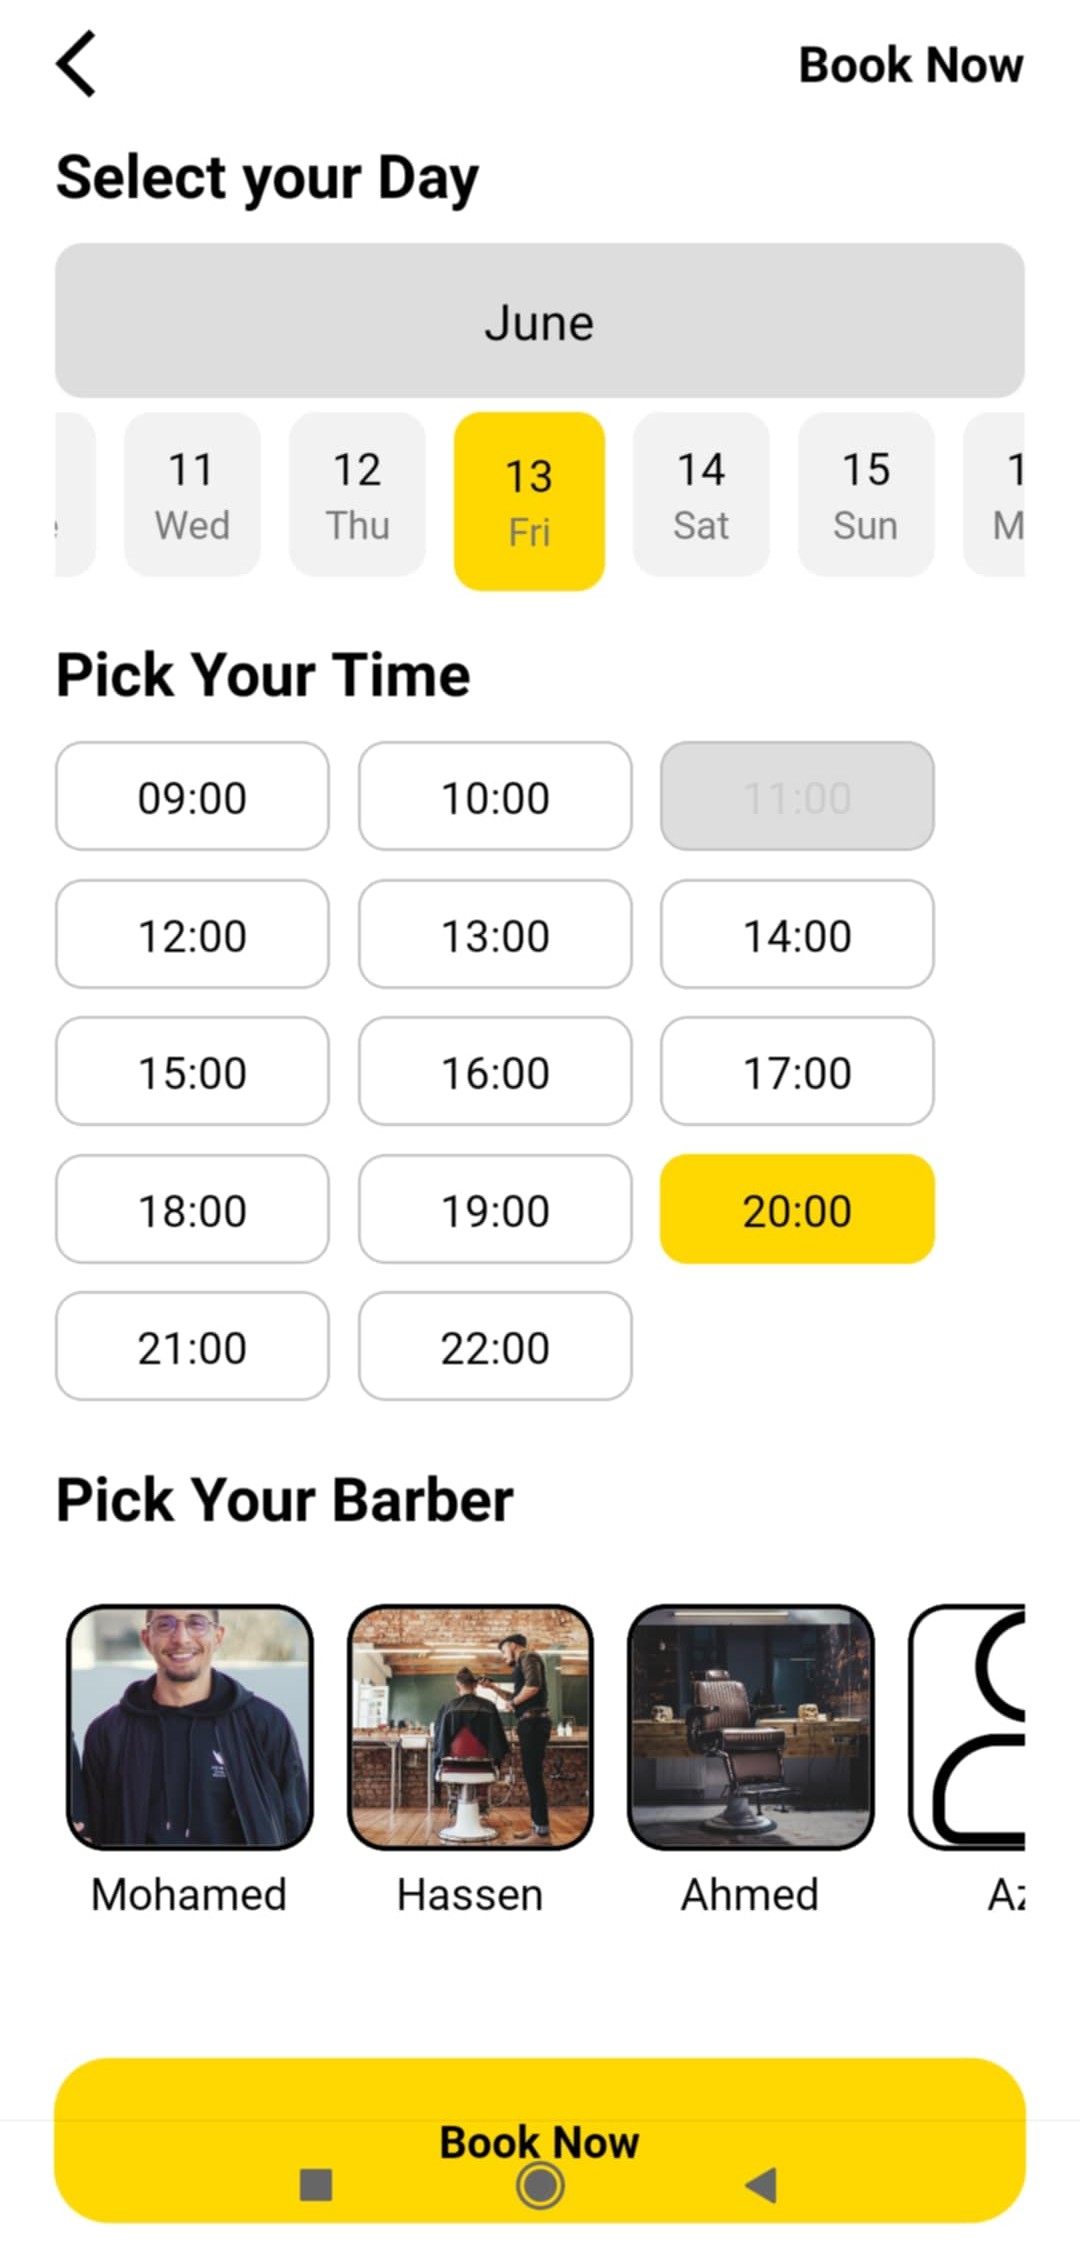 Book Now
Select your Day
June
11 12 13 14 15
Wed Thu Fri Sat Sun
Pick Your Time
09:00 10:00 11:00
12:00 13:00 14:00
15:00 16:00 17:00
18:00 19:00 20:00
21:00 22:00
Pick Your Barber
Mohamed Hassen Ahmed
Book Now